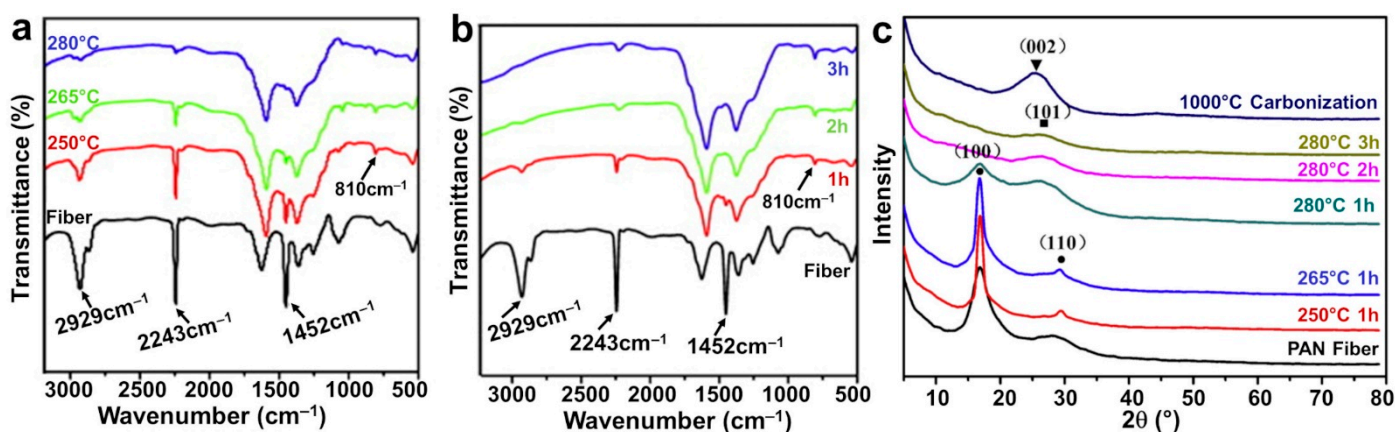 a
280°C
265°C
250°C
Fiber
810cm⁻¹
2929cm⁻¹
2243cm⁻¹
1452cm⁻¹
Transmittance (%)
3000 2500 2000 1500 1000 500
Wavenumber (cm⁻¹)
b
3h
2h
1h
810cm⁻¹
Fiber
2929cm⁻¹
2243cm⁻¹
1452cm⁻¹
Transmittance (%)
3000 2500 2000 1500 1000 500
Wavenumber (cm⁻¹)
c
(002)
1000°C Carbonization
(101)
280°C 3h
(100)
280°C 2h
280°C 1h
(110)
265°C 1h
250°C 1h
PAN Fiber
Intensity
10 20 30 40 50 60 70 80
2θ (°)